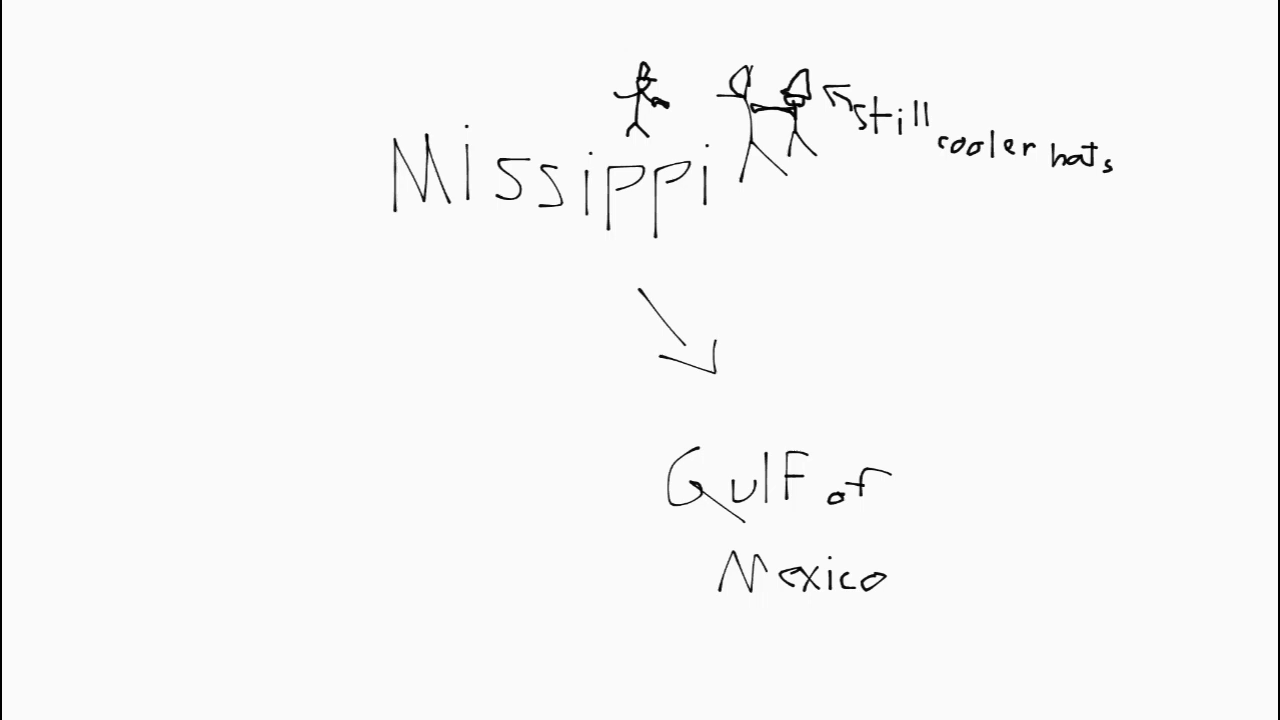 Missippi
still
cooler hats
Gulf of
Mexico